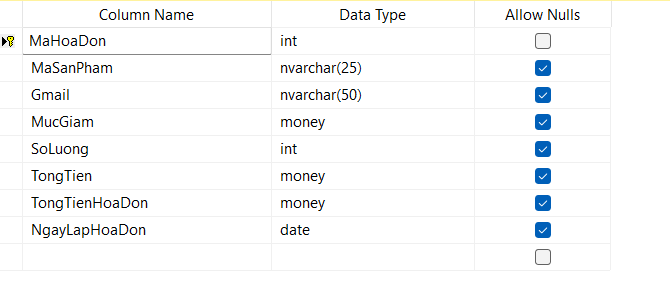 Column Name Data Type Allow Nulls
MaHoaDon int
MaSanPham nvarchar(25)
Gmail nvarchar(50)
MucGiam money
SoLuong int
TongTien money
TongTienHoaDon money
NgayLapHoaDon date